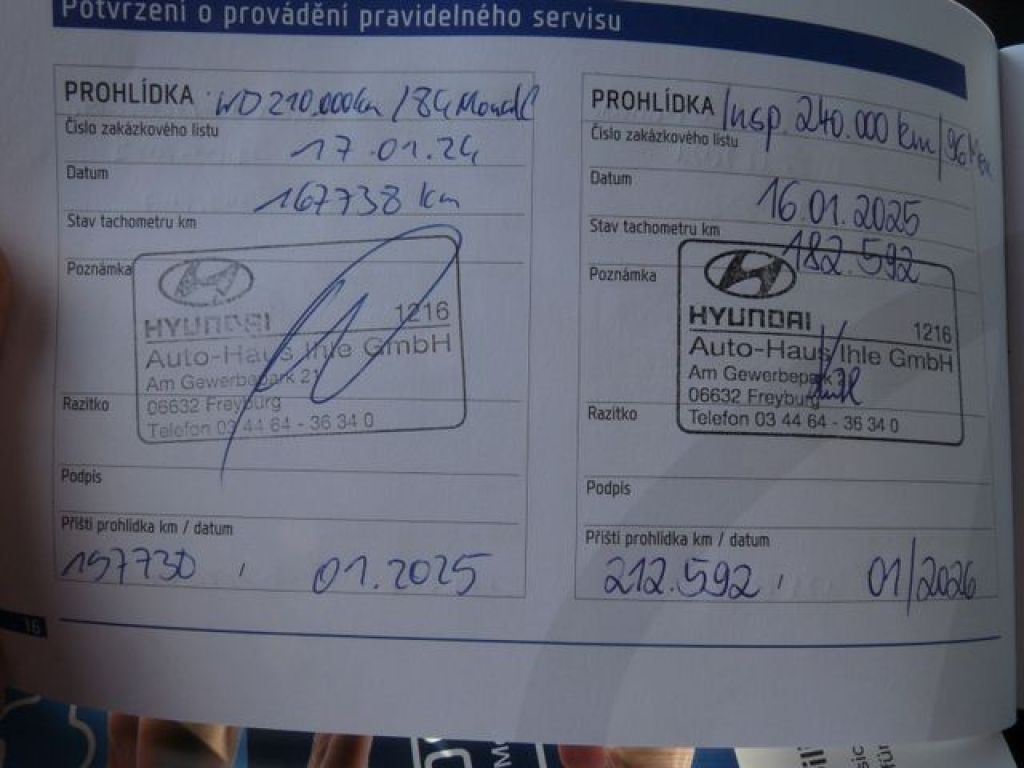 Potvrzení o provádění pravidelného servisu
PROHLÍDKA WD 210.000km / 84 Monate
Číslo zakázkového listu
17.01.24
Datum
167738 km
Stav tachometru km
Poznámka
HYUNDAI
1216
Auto-Haus Ihle GmbH
Am Gewerbepark 21
06632 Freyburg
Razítko
Telefon 03 44 64 - 36 34 0
Podpis
Příští prohlídka km / datum
197730 , 01.2025
16
PROHLÍDKA Insp. 240.000 km/96
Číslo zakázkového listu
Datum
16.01.2025
Stav tachometru km
182.592
Poznámka
HYUNDAI
1216
Auto-Haus Ihle GmbH
Am Gewerbepark
06632 Freyburg
Razítko
Telefon 03 44 64 - 36 34 0
Podpis
Příští prohlídka km / datum
212.592 , 01/2026